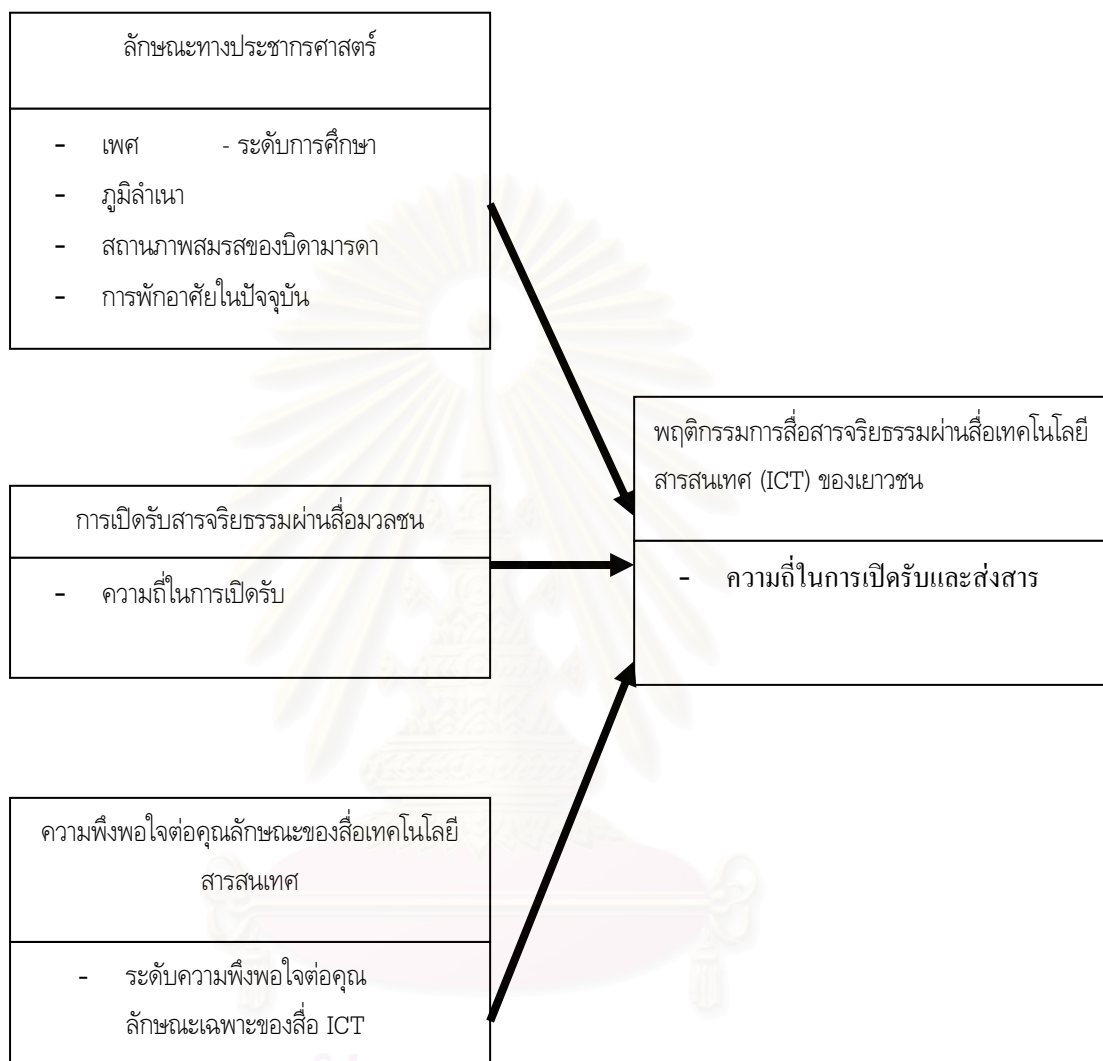 ลักษณะทางประชากรศาสตร์
- เพศ - ระดับการศึกษา
- ภูมิลำเนา
- สถานภาพสมรสของบิดามารดา
- การพักอาศัยในปัจจุบัน
พฤติกรรมการสื่อสารจริยธรรมผ่านสื่อเทคโนโลยี
สารสนเทศ (ICT) ของเยาวชน
- ความถี่ในการเปิดรับและส่งสาร
การเปิดรับสารจริยธรรมผ่านสื่อมวลชน
- ความถี่ในการเปิดรับ
ความพึงพอใจต่อคุณลักษณะของสื่อเทคโนโลยี
สารสนเทศ
- ระดับความพึงพอใจต่อคุณ
ลักษณะเฉพาะของสื่อ ICT